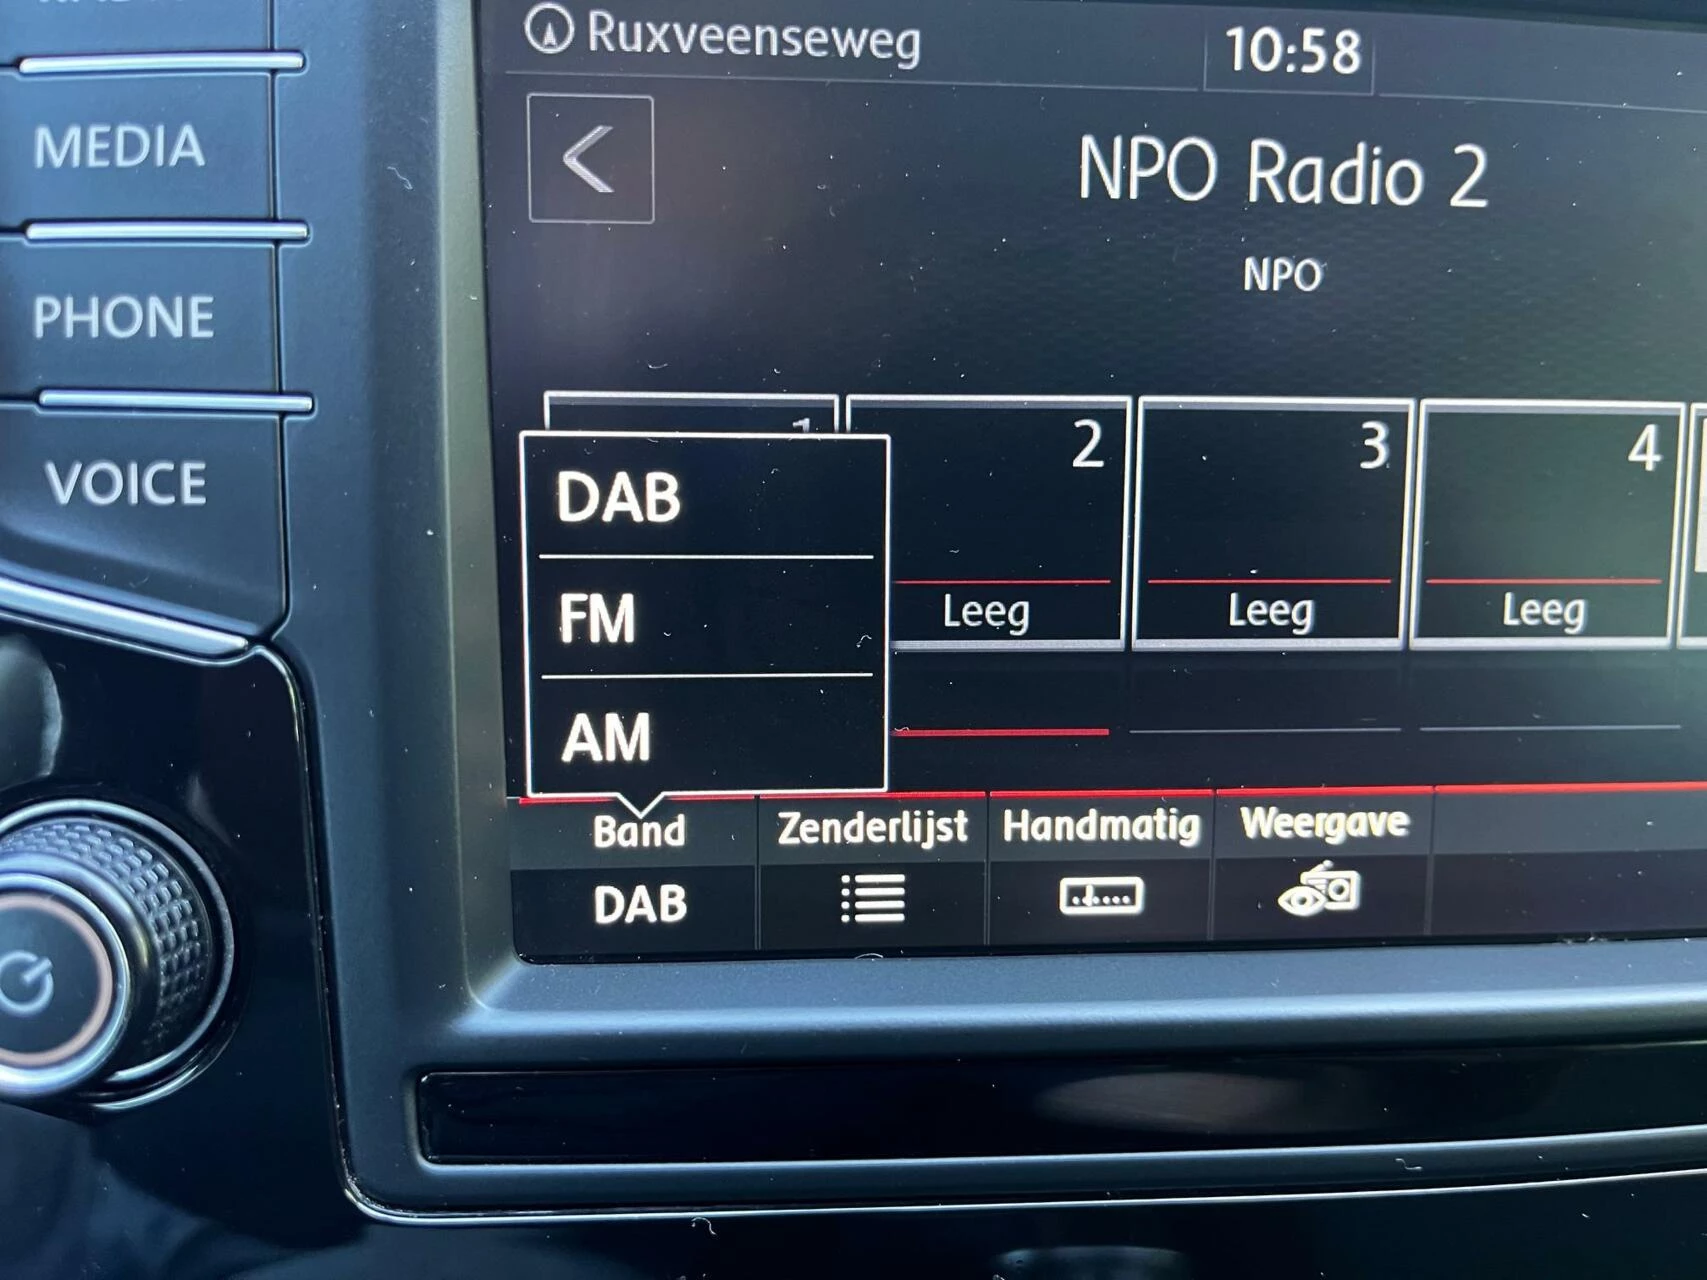 Ruxveenseweg
10:58
MEDIA
NPO Radio 2
NPO
PHONE
1 2 3 4
VOICE
DAB
FM
Leeg Leeg Leeg
AM
Band Zenderlijst Handmatig Weergave
DAB